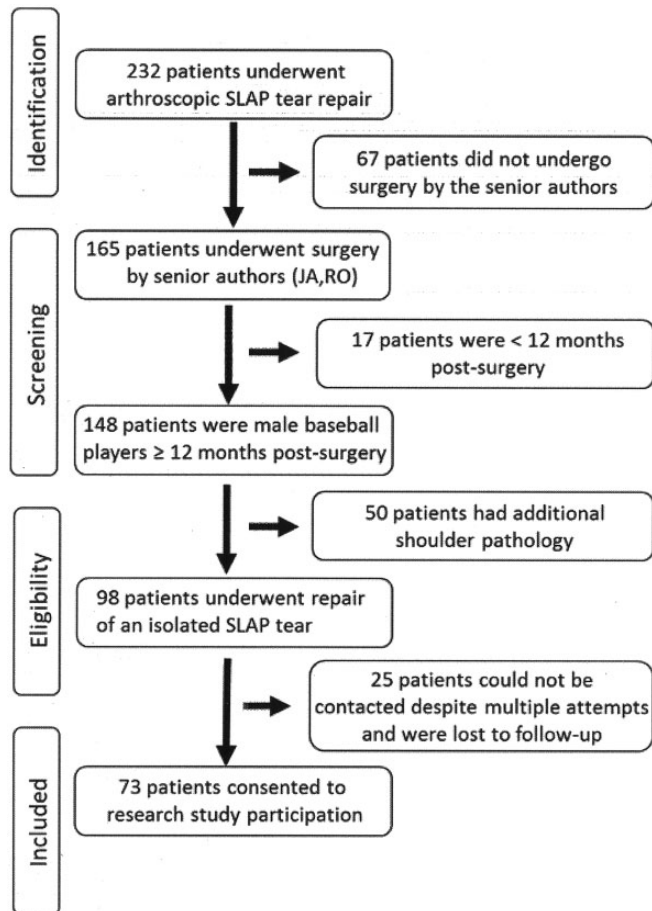 Identification
232 patients underwent
arthroscopic SLAP tear repair
67 patients did not undergo
surgery by the senior authors
Screening
165 patients underwent surgery
by senior authors (JA,RO)
17 patients were < 12 months
post-surgery
148 patients were male baseball
players ≥ 12 months post-surgery
Eligibility
50 patients had additional
shoulder pathology
98 patients underwent repair
of an isolated SLAP tear
25 patients could not be
contacted despite multiple attempts
and were lost to follow-up
Included
73 patients consented to
research study participation